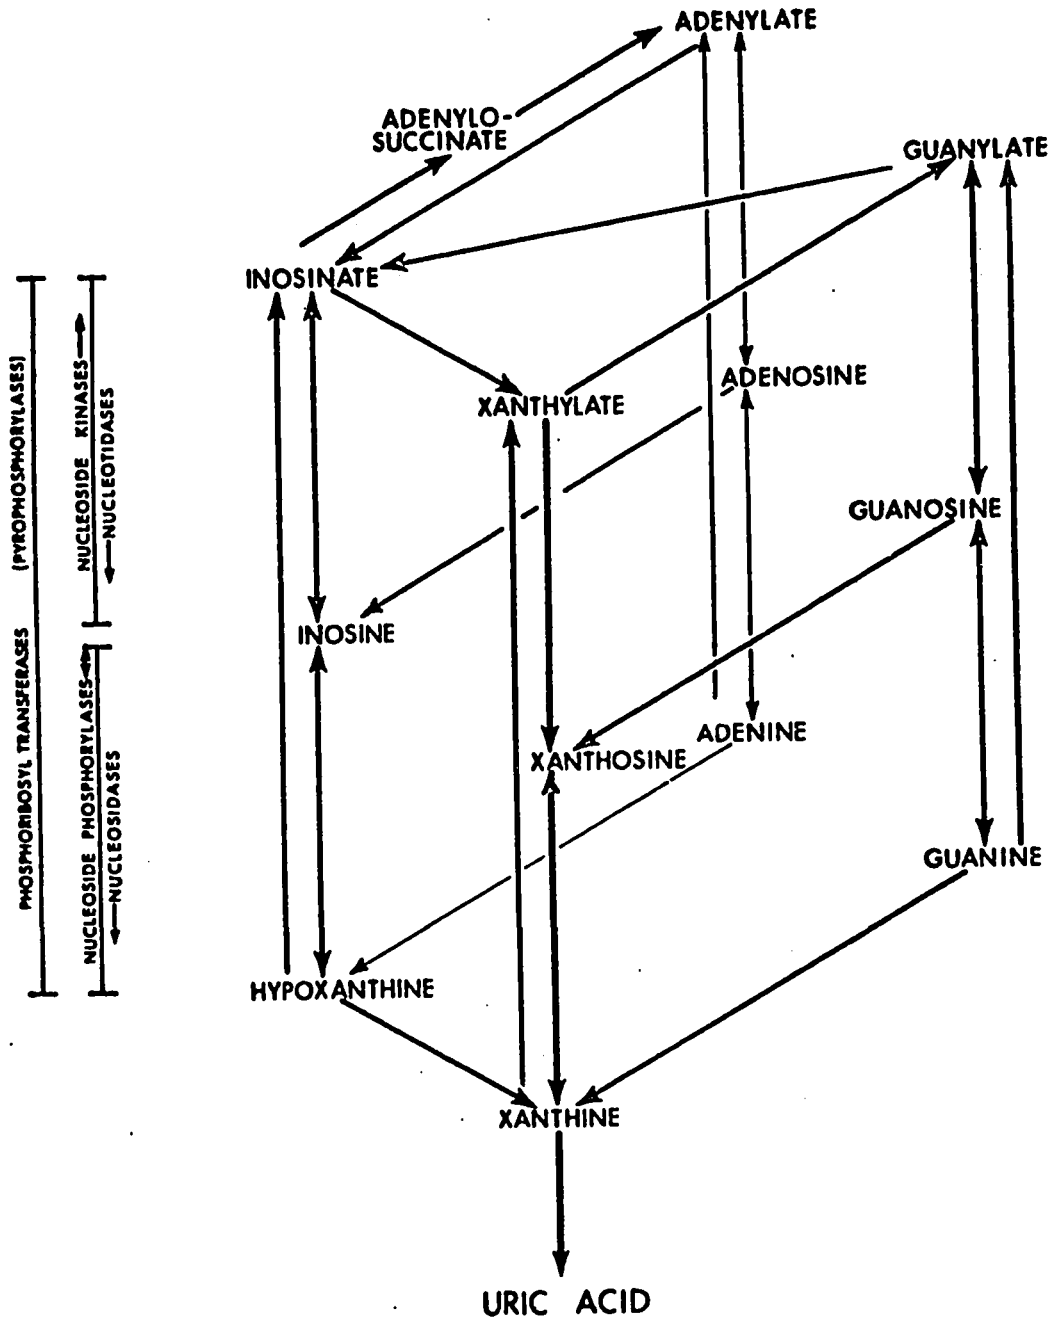 ADENYLATE
ADENYLO-
SUCCINATE
GUANYLATE
INOSINATE
ADENOSINE
XANTHYLATE
GUANOSINE
INOSINE
ADENINE
XANTHOSINE
GUANINE
HYPOXANTHINE
XANTHINE
URIC ACID
PHOSPHORIBOSYL TRANSFERASES (PYROPHOSPHORYLASES)
NUCLEOSIDE KINASES
NUCLEOTIDASES
NUCLEOSIDE PHOSPHORYLASES
NUCLEOSIDASES